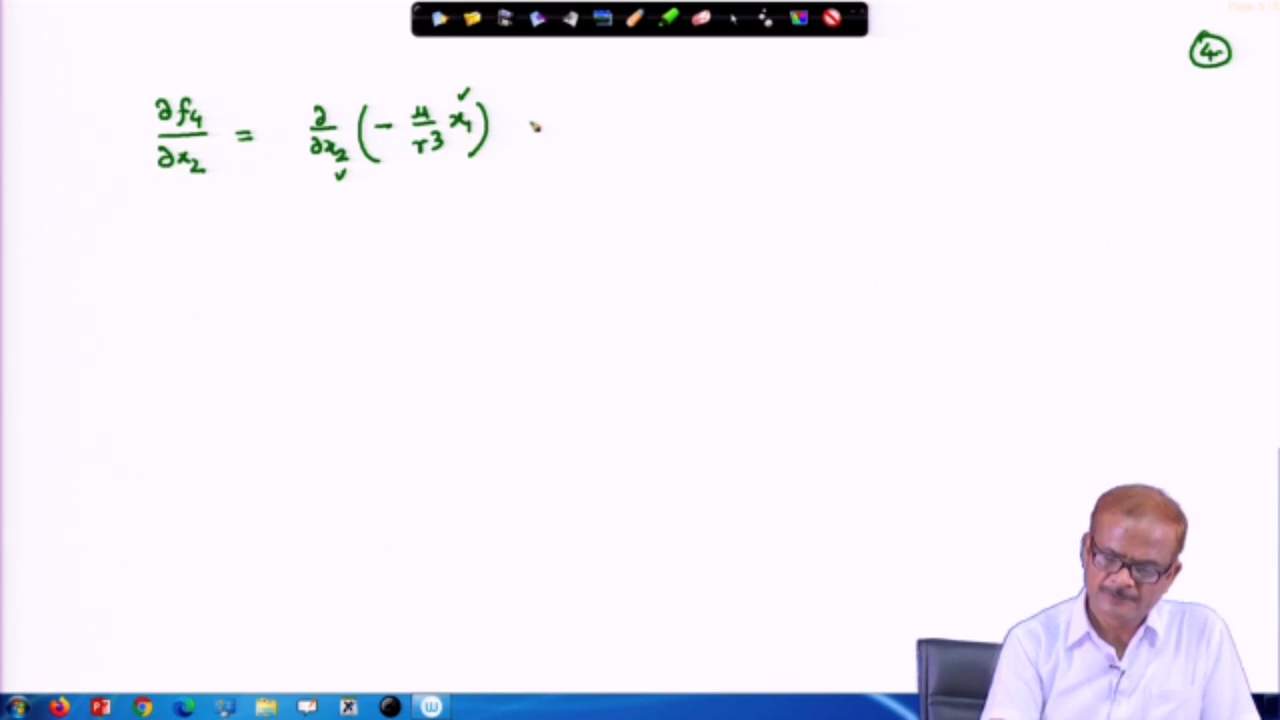 ④
∂f₄/∂x₂ = ∂/∂x₂ (− μ/r3 x₁)